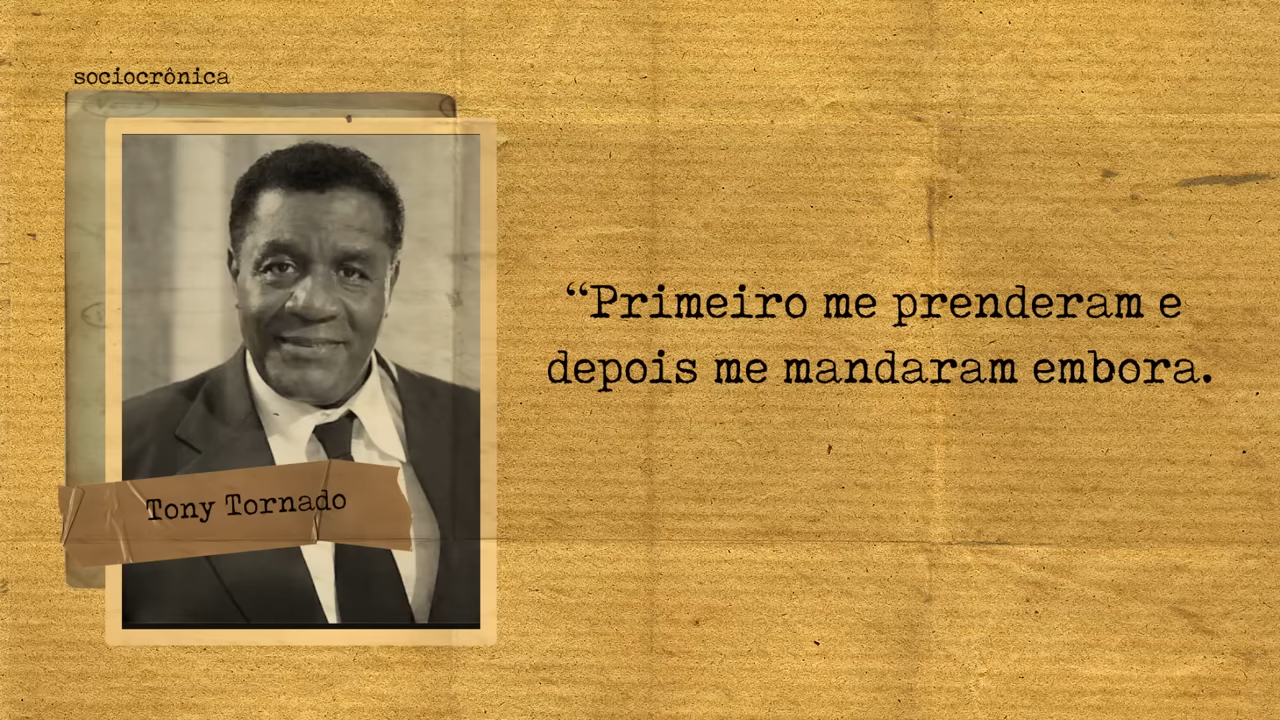 sociocrônica
Tony Tornado
“Primeiro me prenderam e
depois me mandaram embora.